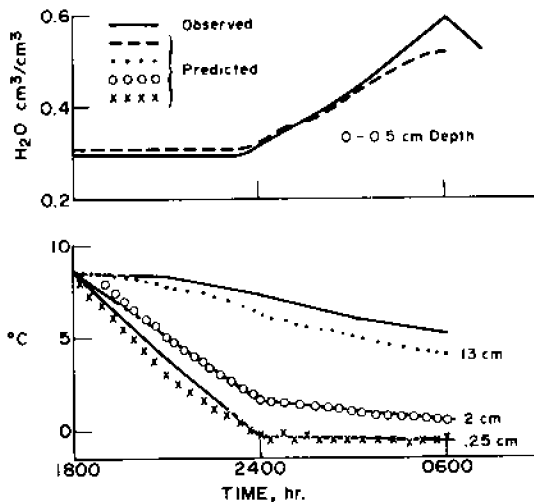 0.6
Observed
Predicted
H₂O cm³/cm³
0.4
0-0.5 cm Depth
0.2
10
°C
5
13 cm
2 cm
0
.25 cm
1800
2400
0600
TIME, hr.